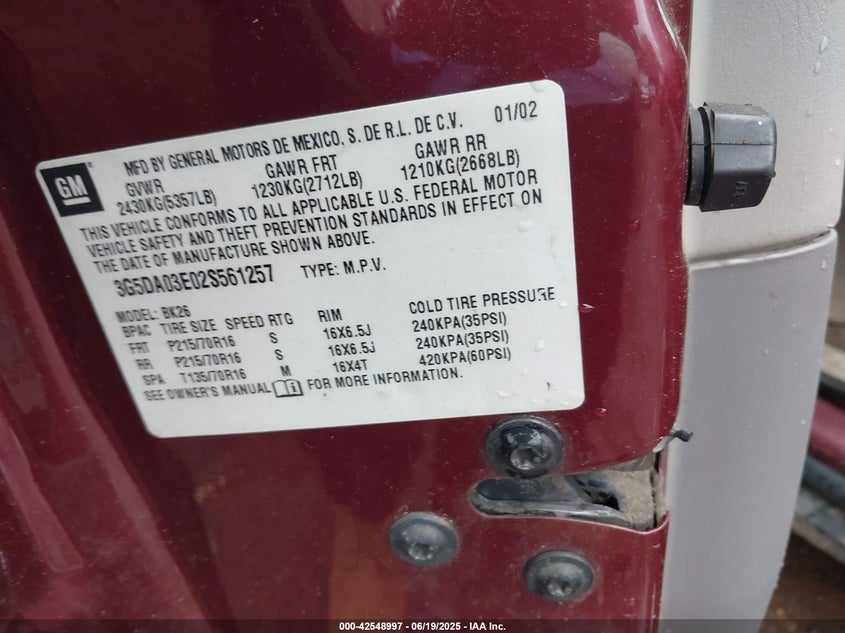 GM
MFD BY GENERAL MOTORS DE MEXICO, S. DE R.L. DE C.V. 01/02
GVWR GAWR FRT GAWR RR
2430KG(5357LB) 1230KG(2712LB) 1210KG(2668LB)
THIS VEHICLE CONFORMS TO ALL APPLICABLE U.S. FEDERAL MOTOR
VEHICLE SAFETY AND THEFT PREVENTION STANDARDS IN EFFECT ON
THE DATE OF MANUFACTURE SHOWN ABOVE.
3G5DA03E02S561257 TYPE: M.P.V.
MODEL: BK26
BPAC TIRE SIZE SPEED RTG RIM COLD TIRE PRESSURE
FRT P215/70R16 S 16X6.5J 240KPA(35PSI)
RR P215/70R16 S 16X6.5J 240KPA(35PSI)
SPA T135/70R16 M 16X4T 420KPA(60PSI)
SEE OWNER'S MANUAL FOR MORE INFORMATION.
000-42548997 - 06/19/2025 - IAA Inc.